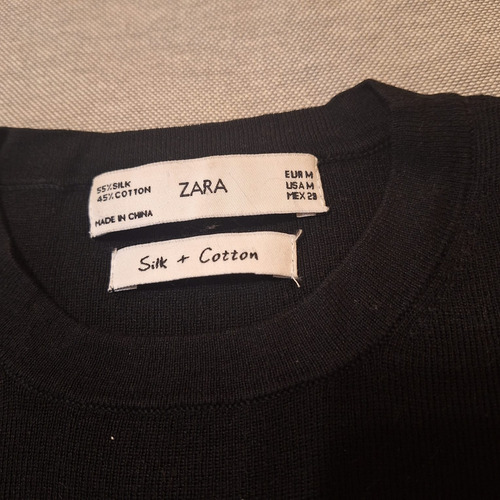 55%SILK
45%COTTON
MADE IN CHINA
ZARA
EUR M
USA M
MEX 28
Silk + Cotton